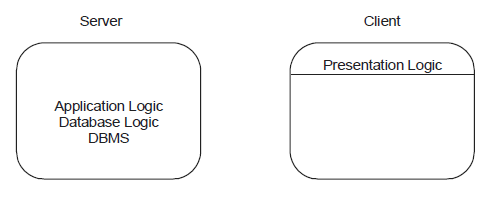 Server
Client
Application Logic
Database Logic
DBMS
Presentation Logic